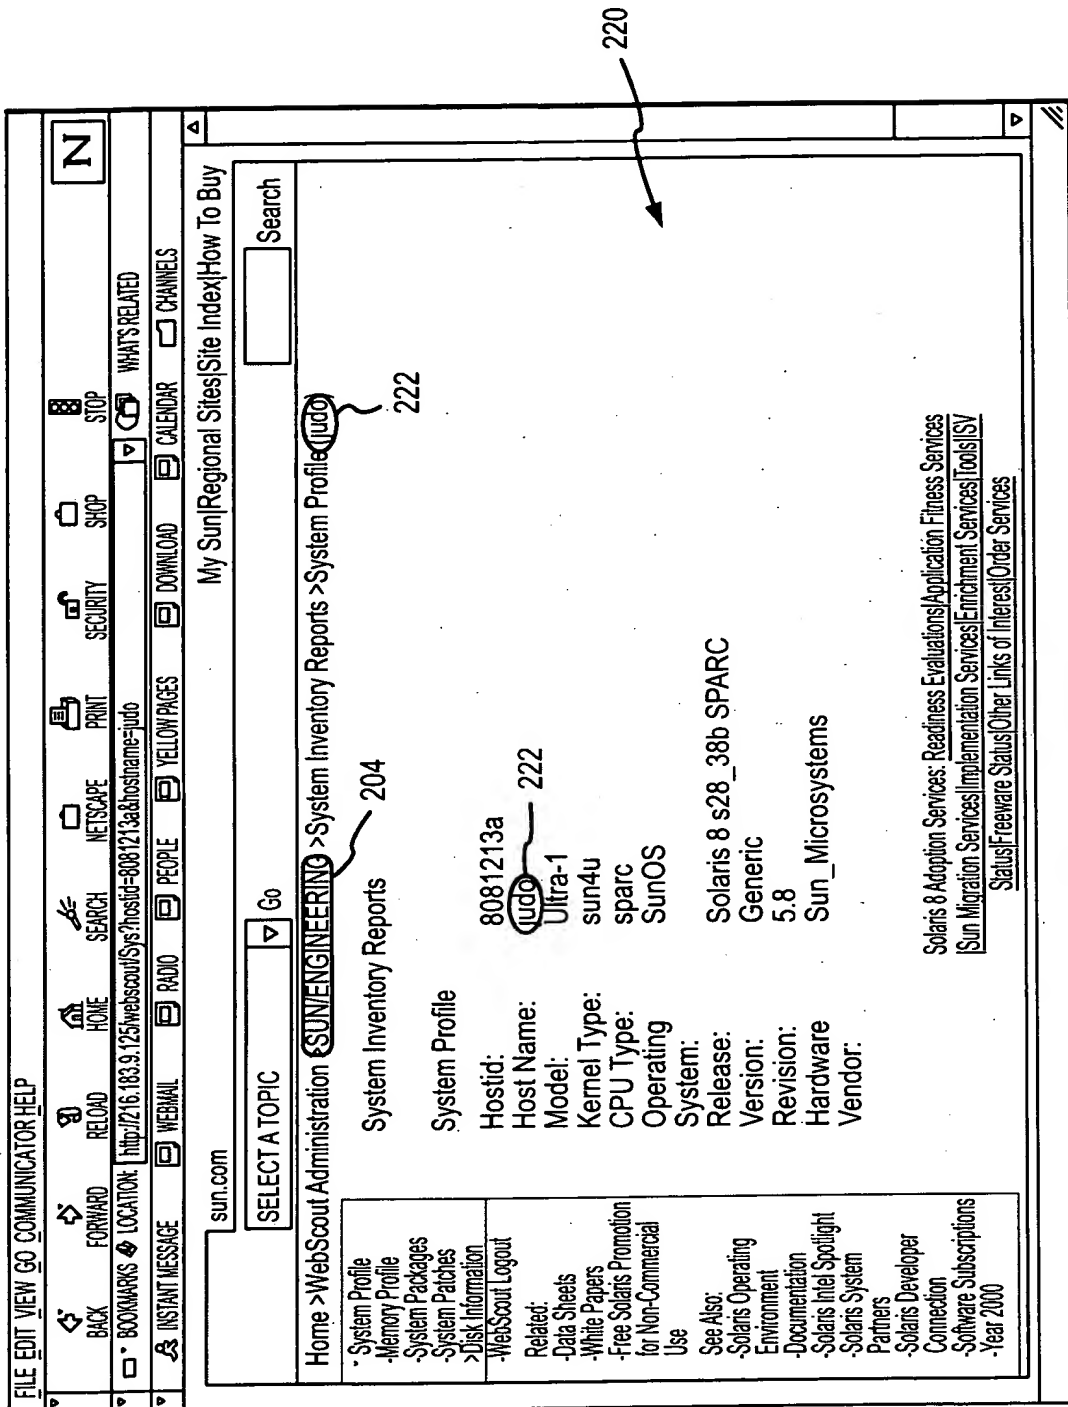 FILE EDIT VIEW GO COMMUNICATOR HELP
BACK FORWARD RELOAD HOME SEARCH NETSCAPE PRINT SECURITY SHOP STOP
N
BOOKMARKS LOCATION: http://216.183.9.125/webscout/Sys?hostid=8081213a&hostname=judo WHAT'S RELATED
INSTANT MESSAGE WEBMAIL RADIO PEOPLE YELLOW PAGES DOWNLOAD CALENDAR CHANNELS
sun.com
My Sun|Regional Sites|Site Index|How To Buy
SELECT A TOPIC Go Search
Home >WebScout Administration >SUN/ENGINEERING >System Inventory Reports >System Profile (judo)
204
222
220
- System Profile
-Memory Profile
-System Packages
-System Patches
>Disk Information
-WebScout Logout
Related:
-Data Sheets
-White Papers
-Free Solaris Promotion
for Non-Commercial
Use
See Also:
-Solaris Operating
Environment
-Documentation
-Solaris Intel Spotlight
-Solaris System
Partners
-Solaris Developer
Connection
-Software Subscriptions
-Year 2000
System Inventory Reports
System Profile
Hostid: 8081213a
Host Name: judo
222
Model: Ultra-1
Kernel Type: sun4u
CPU Type: sparc
Operating SunOS
System:
Release: Solaris 8 s28_38b SPARC
Version: Generic
Revision: 5.8
Hardware Sun_Microsystems
Vendor:
Solaris 8 Adoption Services: Readiness Evaluations|Application Fitness Services
|Sun Migration Services|Implementation Services|Enrichment Services|Tools|ISV
Status|Freeware Status|Other Links of Interest|Order Services